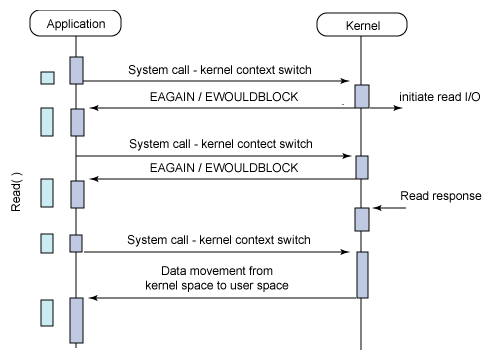 Application
Kernel
System call - kernel context switch
EAGAIN / EWOULDBLOCK
initiate read I/O
System call - kernel contect switch
EAGAIN / EWOULDBLOCK
Read( )
Read response
System call - kernel context switch
Data movement from
kernel space to user space